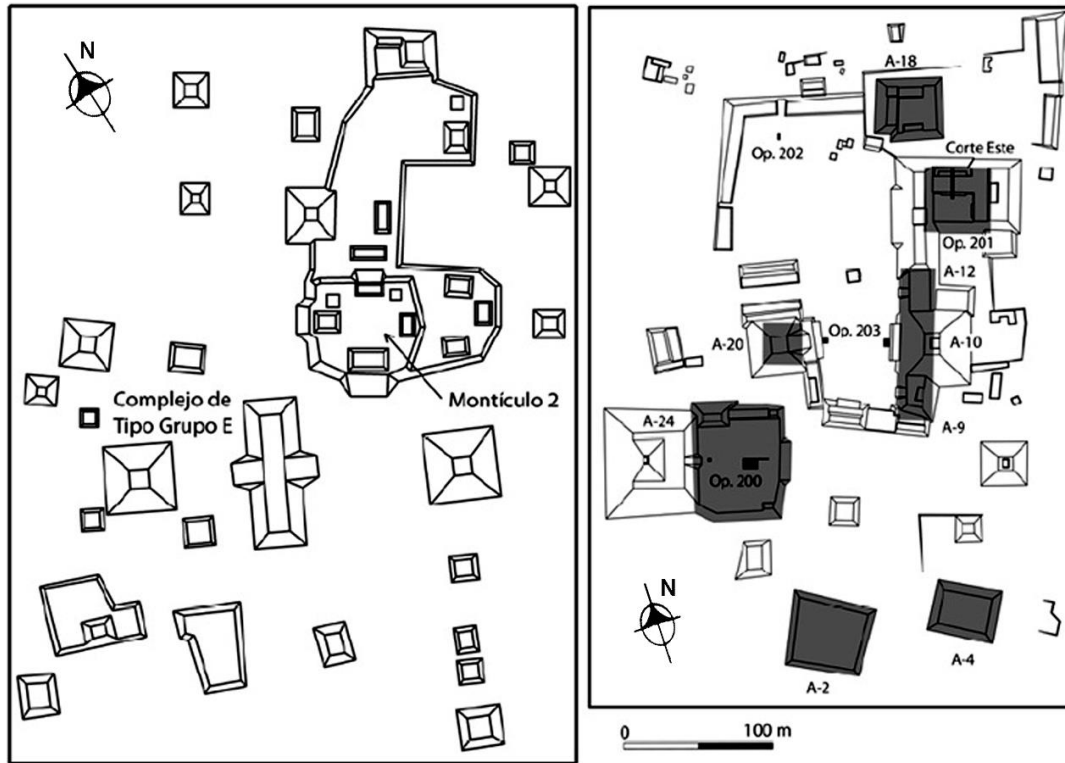 N
Complejo de
Tipo Grupo E
Montículo 2
A-18
Op. 202
Corte Este
Op. 201
A-12
A-20
Op. 203
A-10
A-24
A-9
Op. 200
N
A-4
A-2
0 100 m